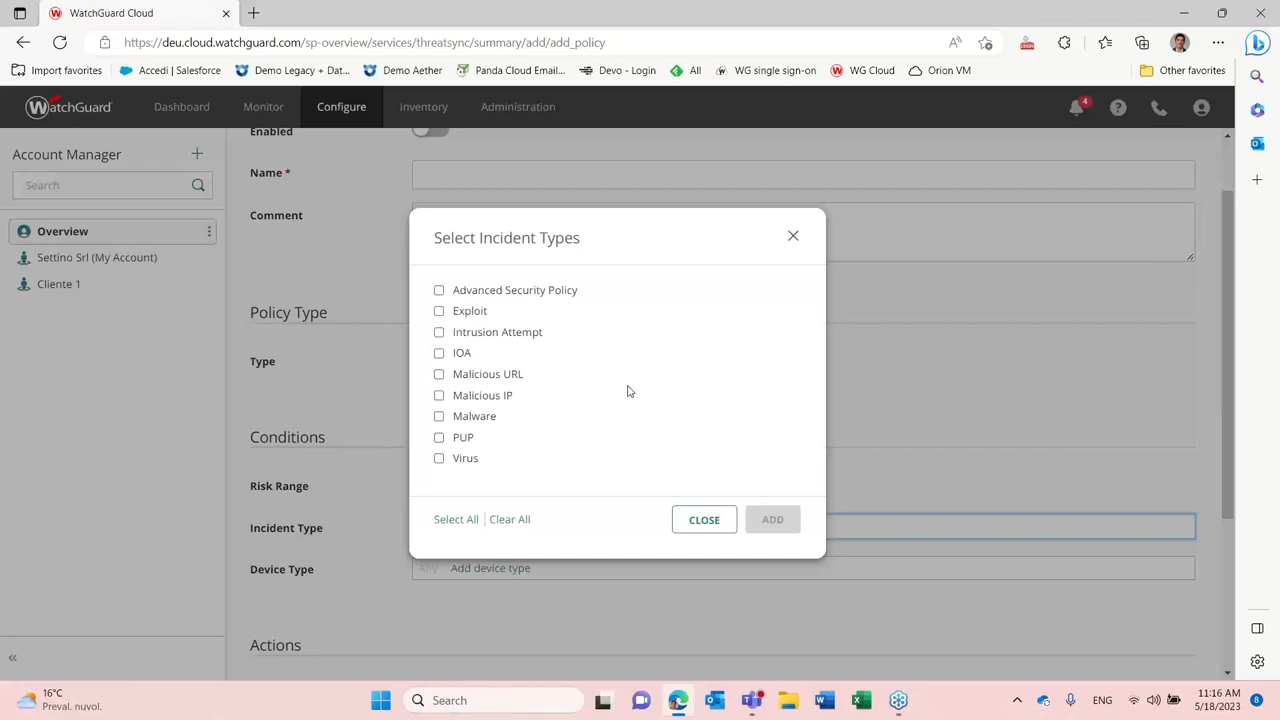 WatchGuard Cloud
https://deu.cloud.watchguard.com/sp-overview/services/threatsync/summary/add/add_policy
Import favorites
Accedi | Salesforce
Demo Legacy + Dat...
Demo Aether
Panda Cloud Email...
Devo - Login
All
WG single sign-on
WG Cloud
Orion VM
Other favorites
WatchGuard
Dashboard
Monitor
Configure
Inventory
Administration
4
Account Manager
Search
Overview
Settino Srl (My Account)
Cliente 1
Enabled
Name *
Comment
Policy Type
Type
Conditions
Risk Range
Incident Type
Device Type
Any
Add device type
Actions
Select Incident Types
Advanced Security Policy
Exploit
Intrusion Attempt
IOA
Malicious URL
Malicious IP
Malware
PUP
Virus
Select All
Clear All
CLOSE
ADD
16°C
Preval. nuvol.
Search
ENG
11:16 AM
5/18/2023
8